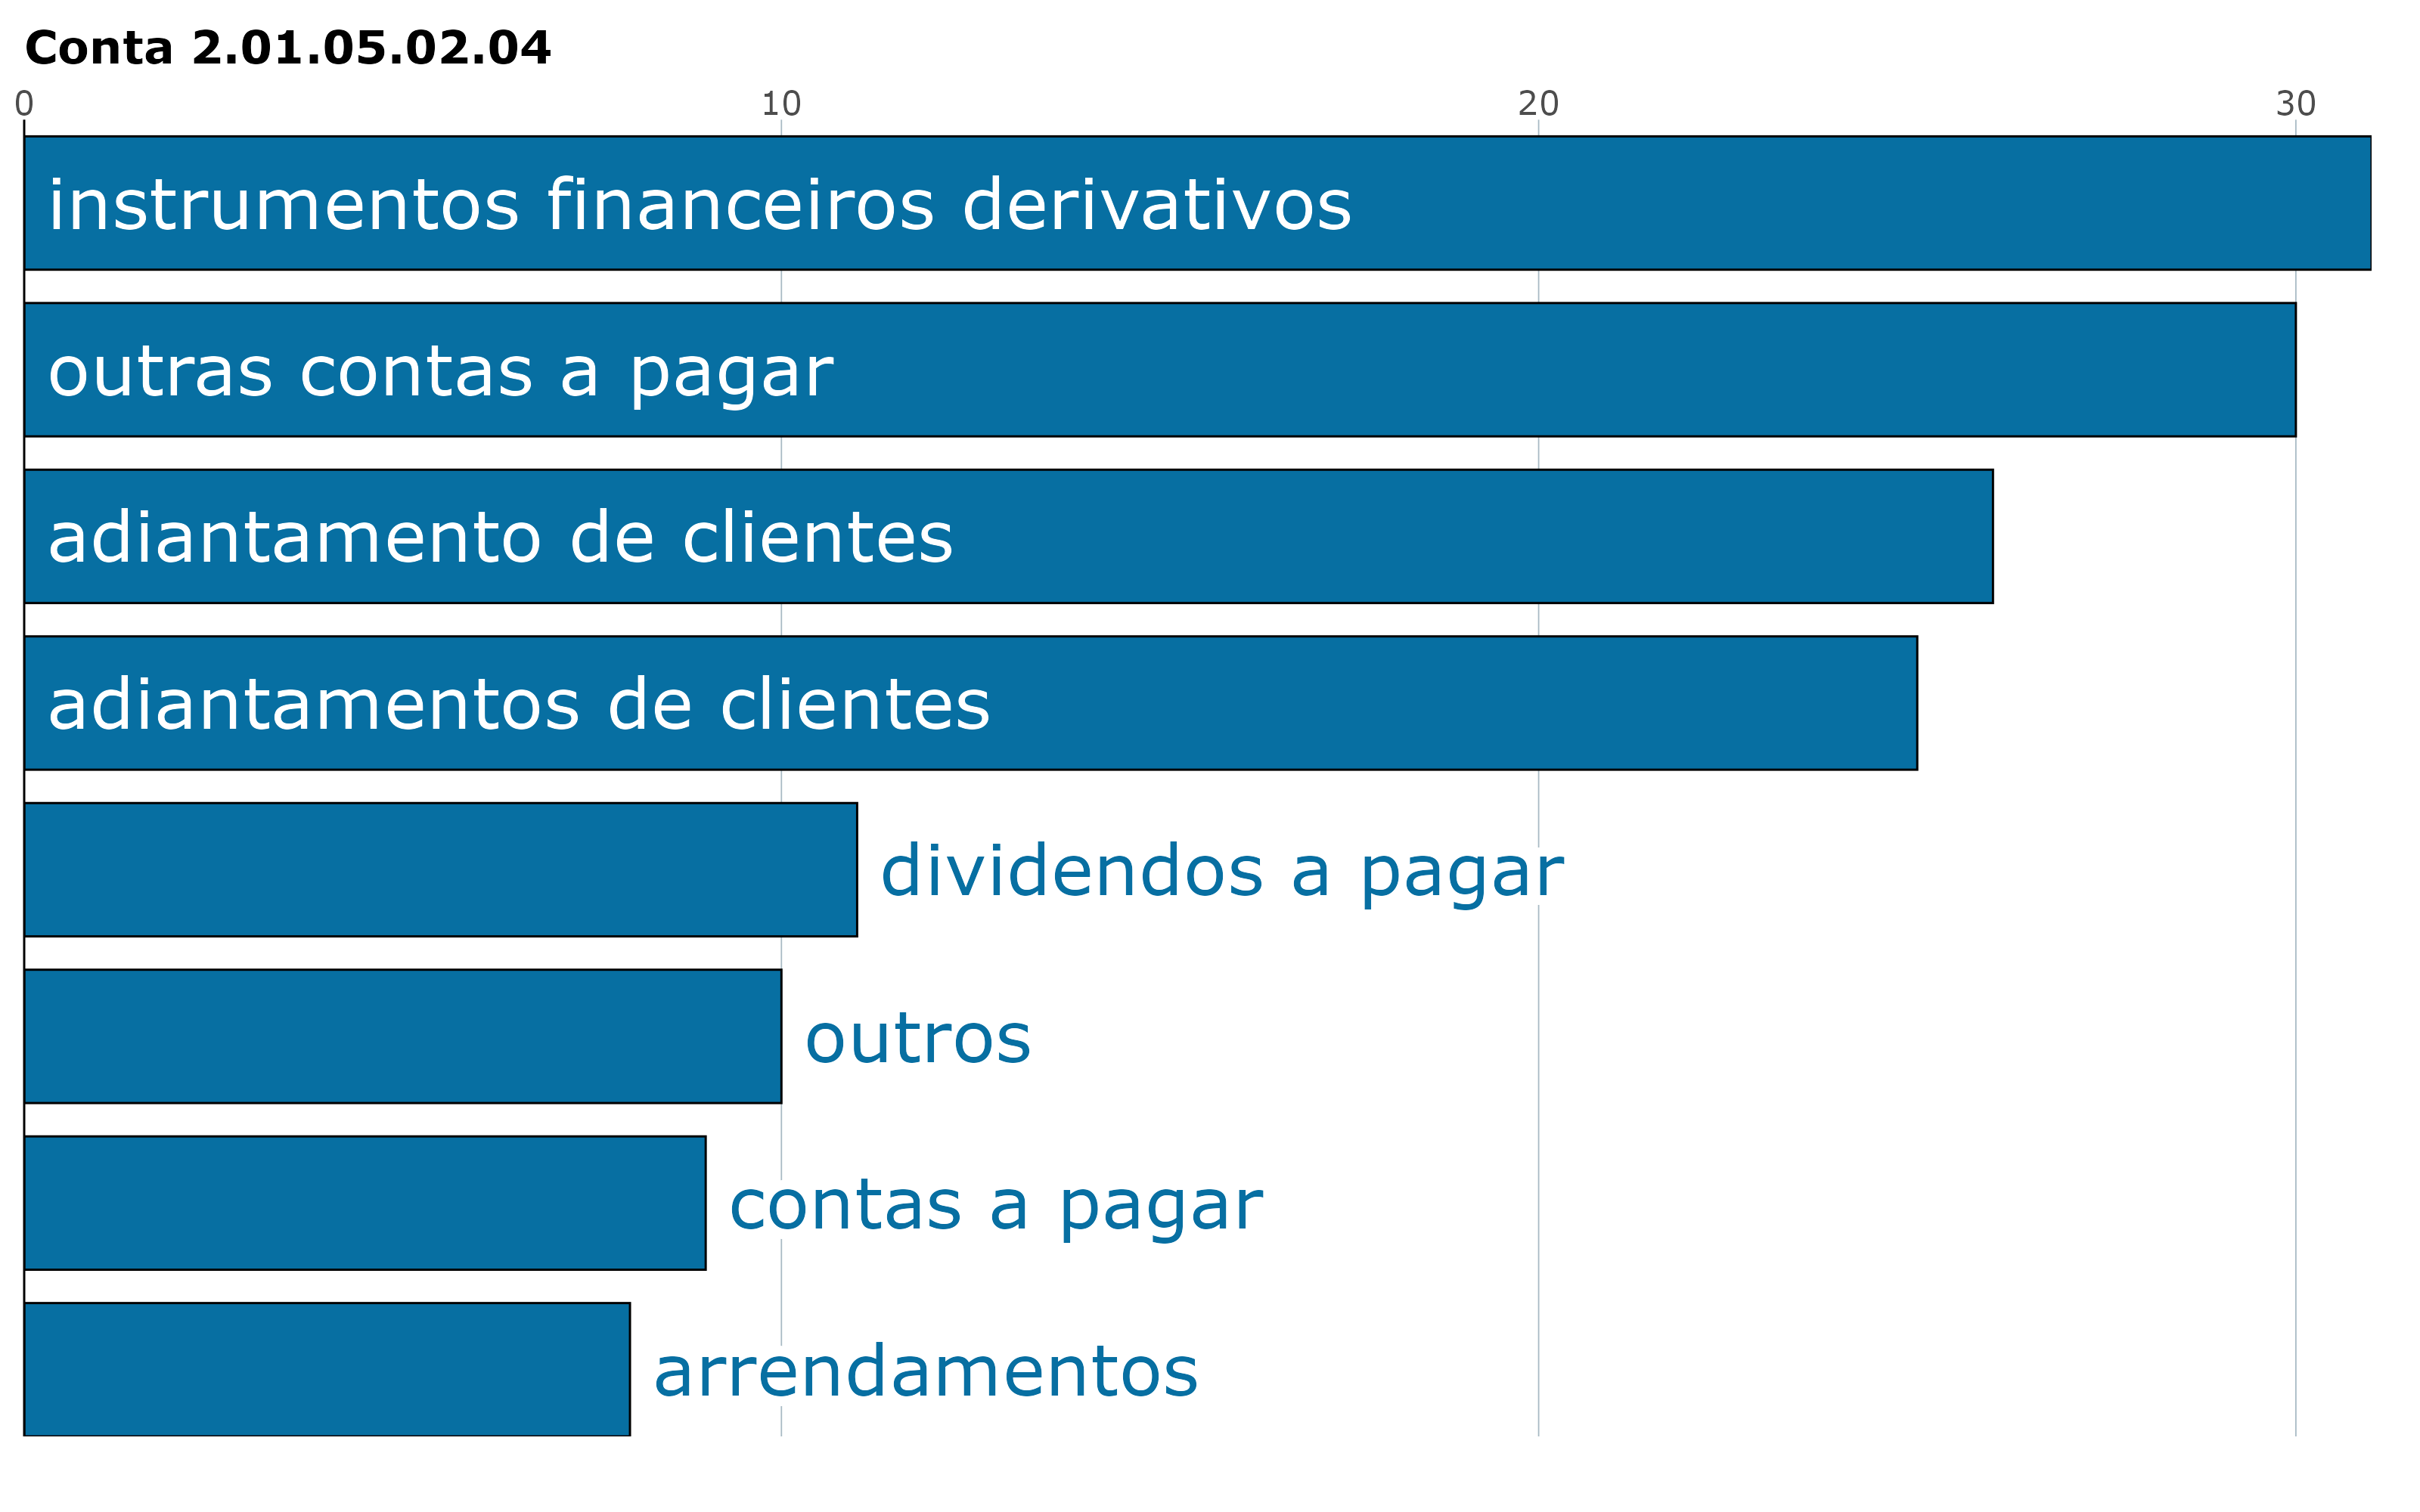 Conta 2.01.05.02.04
0 10 20 30
instrumentos financeiros derivativos
outras contas a pagar
adiantamento de clientes
adiantamentos de clientes
dividendos a pagar
outros
contas a pagar
arrendamentos